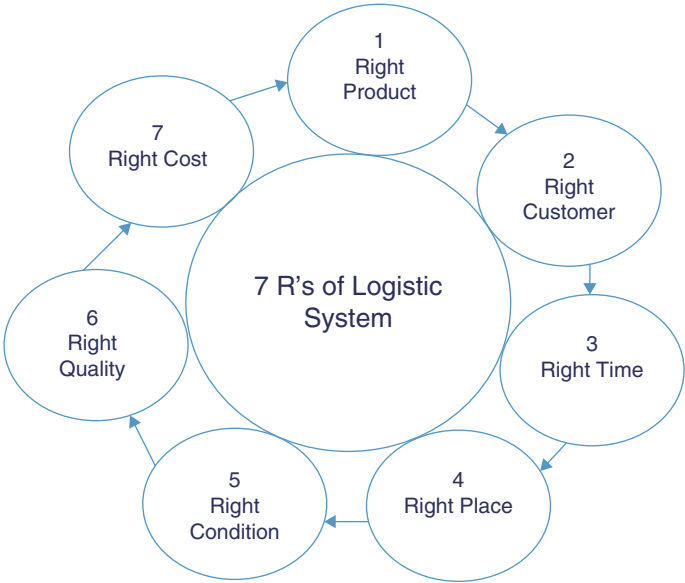 1
Right
Product
2
Right
Customer
3
Right Time
4
Right Place
5
Right
Condition
6
Right
Quality
7
Right Cost
7 R’s of Logistic
System